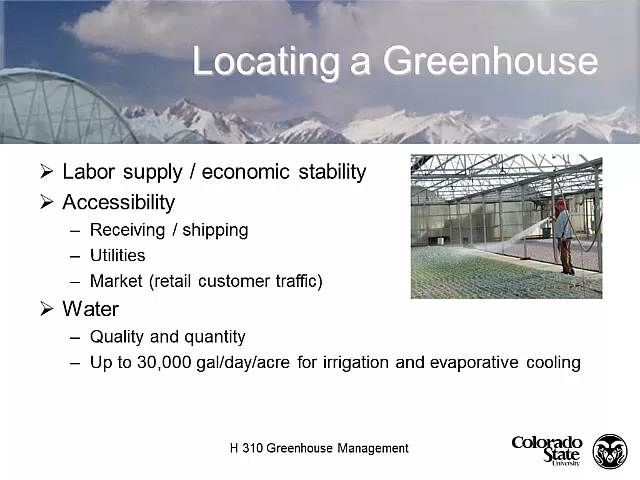 Locating a Greenhouse
➢ Labor supply / economic stability
➢ Accessibility
– Receiving / shipping
– Utilities
– Market (retail customer traffic)
➢ Water
– Quality and quantity
– Up to 30,000 gal/day/acre for irrigation and evaporative cooling
H 310 Greenhouse Management
Colorado
State
University